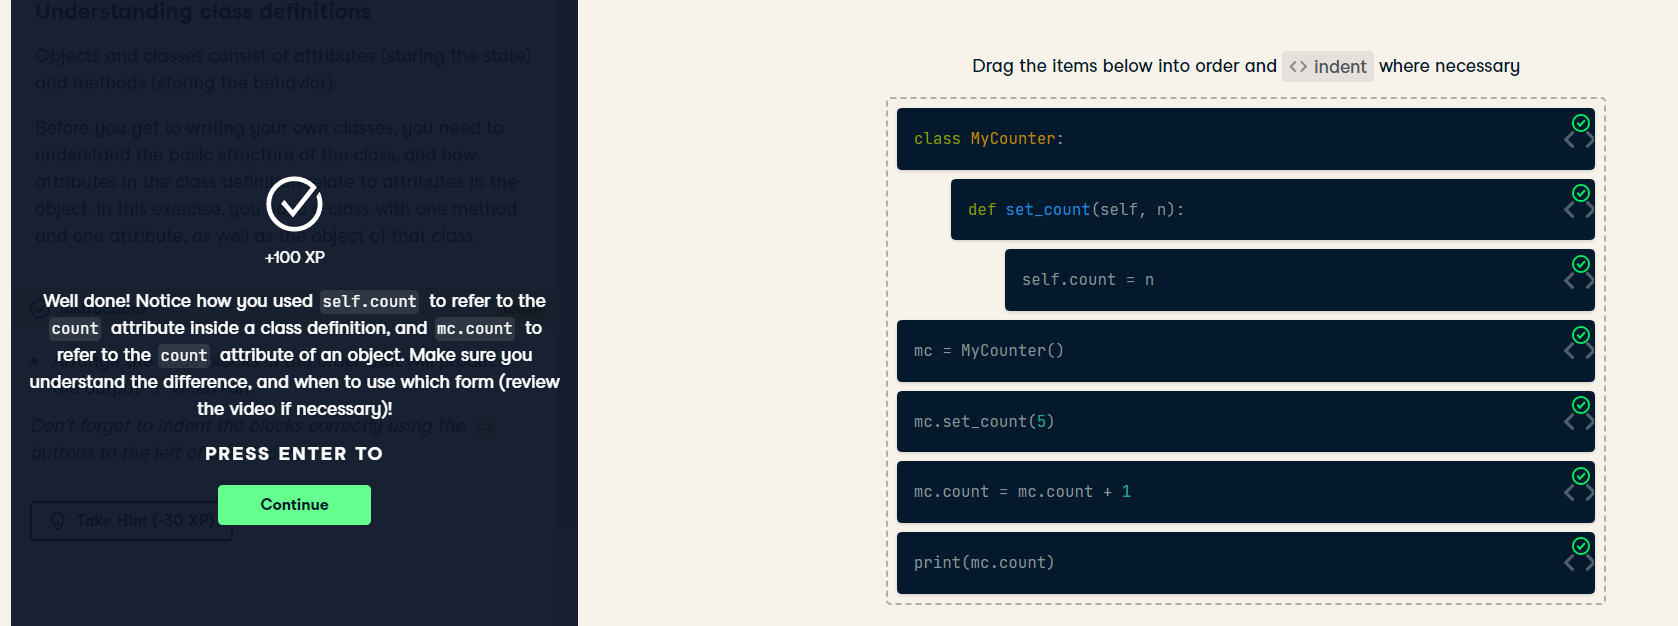 Understanding class definitions
Objects and classes consist of attributes (storing the state)
and methods (storing the behavior).
Before you get to writing your own classes, you need to
understand the basic structure of the class, and how
attributes in the class definition relate to attributes in the
object. In this exercise, you class with one method
and one attribute, as well as the object of that class.
+100 XP
Instructions
Well done! Notice how you used self.count to refer to the
count attribute inside a class definition, and mc.count to
refer to the count attribute of an object. Make sure you
understand the difference, and when to use which form (review
the video if necessary)!
Don't forget to indent the blocks correctly using the <>
buttons to the left of
PRESS ENTER TO
Continue
Take Hint (-30 XP)
Drag the items below into order and <> indent where necessary
class MyCounter:
def set_count(self, n):
self.count = n
mc = MyCounter()
mc.set_count(5)
mc.count = mc.count + 1
print(mc.count)